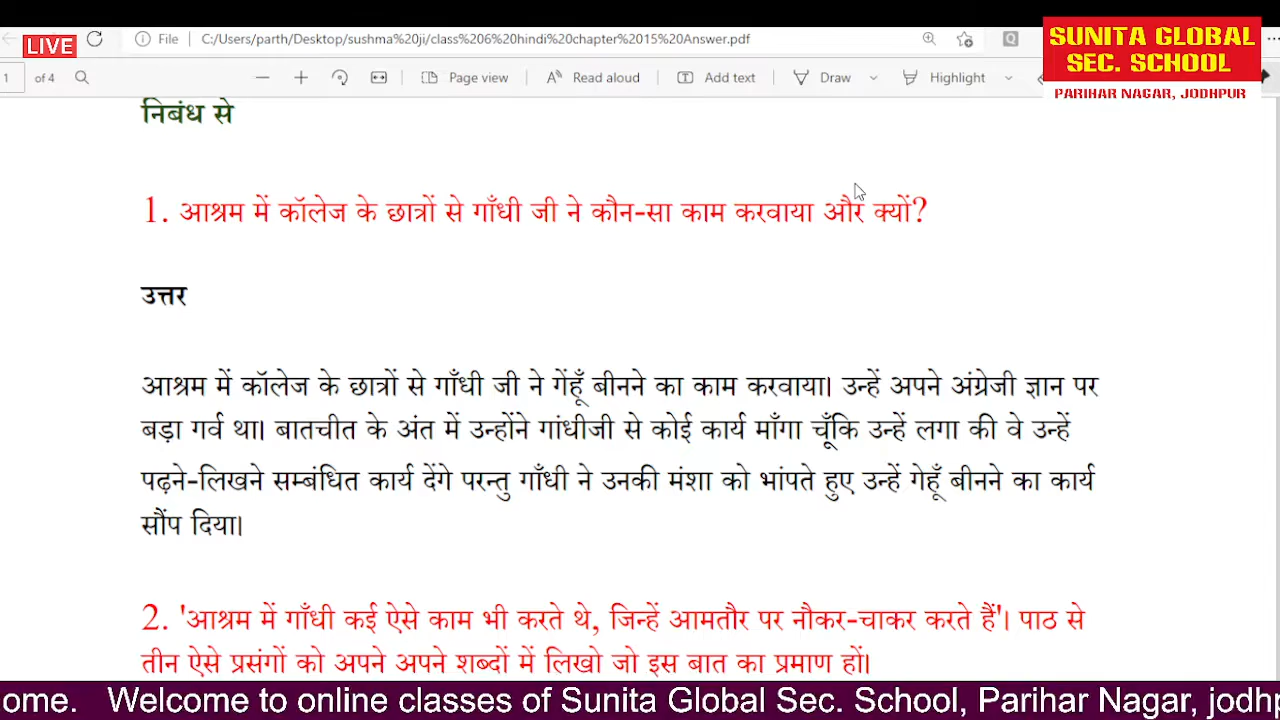 LIVE
File C:/Users/parth/Desktop/sushma%20 J/class%206%20hindi%20chapter%2015%20Answer.pdf
SUNITA GLOBAL
SEC. SCHOOL
PARIHAR NAGAR, JODHPUR
1 of 4 Page view Read aloud Add text Draw Highlight
निबंध से
1. आश्रम में कॉलेज के छात्रों से गाँधी जी ने कौन-सा काम करवाया और क्यों?
उत्तर
आश्रम में कॉलेज के छात्रों से गाँधी जी ने गेंहूँ बीनने का काम करवाया। उन्हें अपने अंग्रेजी ज्ञान पर
बड़ा गर्व था। बातचीत के अंत में उन्होंने गांधीजी से कोई कार्य माँगा चूँकि उन्हें लगा की वे उन्हें
पढ़ने-लिखने सम्बंधित कार्य देंगे परन्तु गाँधी ने उनकी मंशा को भांपते हुए उन्हें गेहूँ बीनने का कार्य
सौंप दिया।
2. 'आश्रम में गाँधी कई ऐसे काम भी करते थे, जिन्हें आमतौर पर नौकर-चाकर करते हैं'। पाठ से
तीन ऐसे प्रसंगों को अपने अपने शब्दों में लिखो जो इस बात का प्रमाण हों।
ome. Welcome to online classes of Sunita Global Sec. School, Parihar Nagar, jodhp